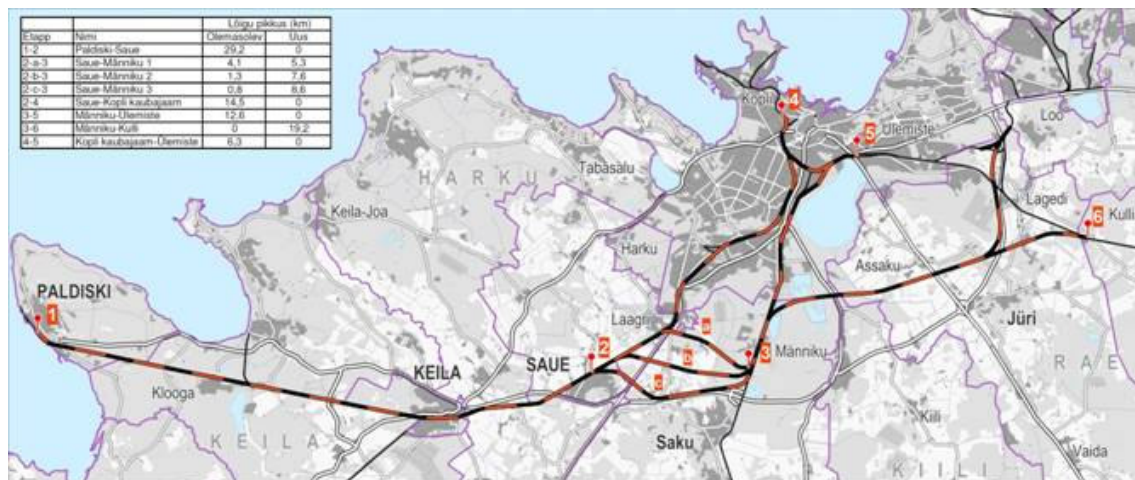 Lõigu pikkus (km)
Etapp Nimi Olemasolev Uus
1-2 Paldiski-Saue 29,2 0
2-a-3 Saue-Männiku 1 4,1 5,3
2-b-3 Saue-Männiku 2 1,3 7,6
2-c-3 Saue-Männiku 3 0,8 8,6
2-4 Saue-Kopli kaubajaam 14,5 0
3-5 Männiku-Ülemiste 12,6 0
3-6 Männiku-Kulli 0 19,2
4-5 Kopli kaubajaam-Ülemiste 6,3 0
Kopli
4
5
Ülemiste
Loo
Tabasalu
HARKU
Keila-Joa
Lagedi
6
Kulli
Harku
Assaku
PALDISKI
1
Laagri
a
Jüri
2
b
3
Männiku
SAUE
KEILA
RAE
Klooga
c
Saku
Kiili
KEILA
Vaida
KIILI